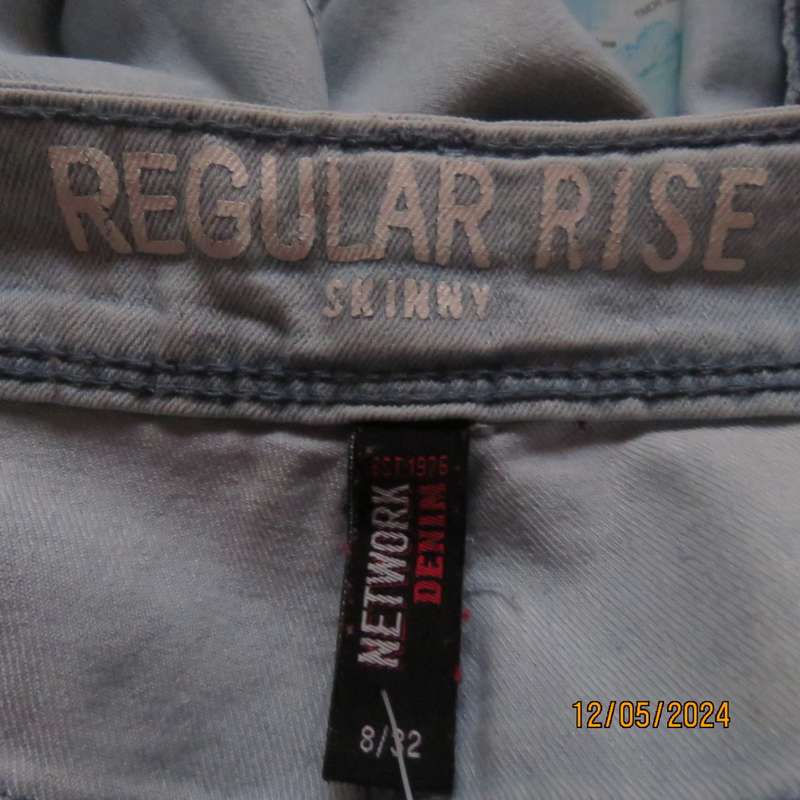 REGULAR RISE
SKINNY
EST 1976
NETWORK
DENIM
8/32
12/05/2024